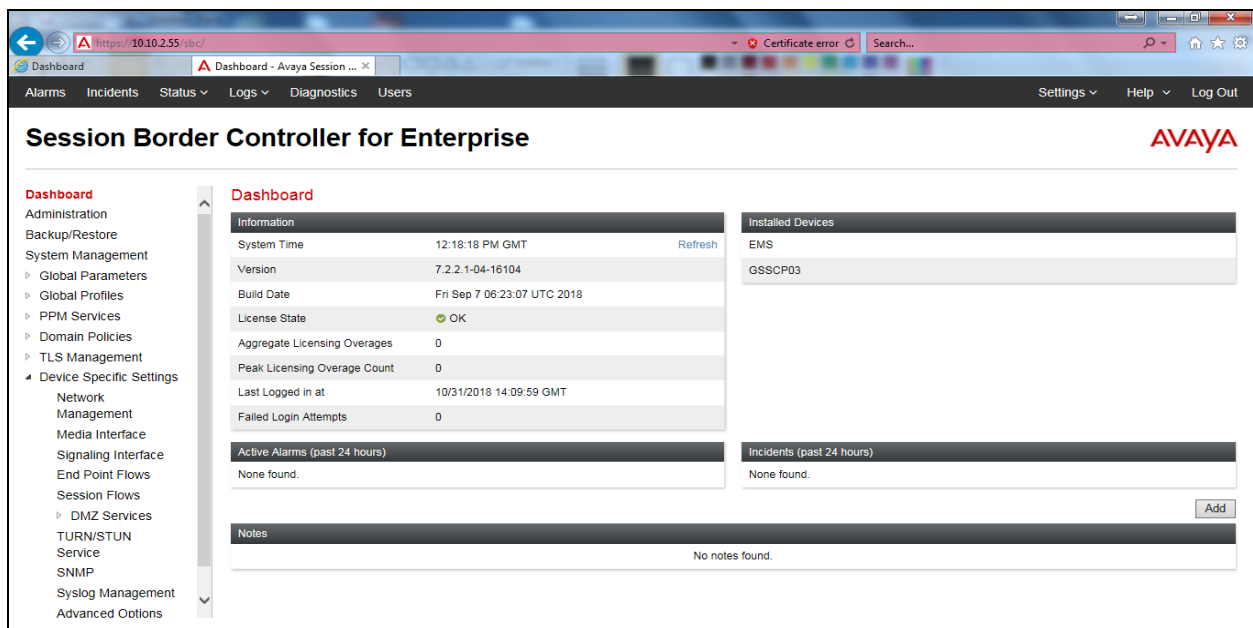 https://10.10.2.55/sbc/
Certificate error
Search...
Dashboard
Dashboard - Avaya Session ...
Alarms Incidents Status Logs Diagnostics Users Settings Help Log Out
Session Border Controller for Enterprise
AVAYA
Dashboard
Administration
Backup/Restore
System Management
Global Parameters
Global Profiles
PPM Services
Domain Policies
TLS Management
Device Specific Settings
Network
Management
Media Interface
Signaling Interface
End Point Flows
Session Flows
DMZ Services
TURN/STUN
Service
SNMP
Syslog Management
Advanced Options
Dashboard
Information
System Time 12:18:18 PM GMT Refresh
Version 7.2.2.1-04-16104
Build Date Fri Sep 7 06:23:07 UTC 2018
License State OK
Aggregate Licensing Overages 0
Peak Licensing Overage Count 0
Last Logged in at 10/31/2018 14:09:59 GMT
Failed Login Attempts 0
Installed Devices
EMS
GSSCP03
Active Alarms (past 24 hours)
None found.
Incidents (past 24 hours)
None found.
Add
Notes
No notes found.